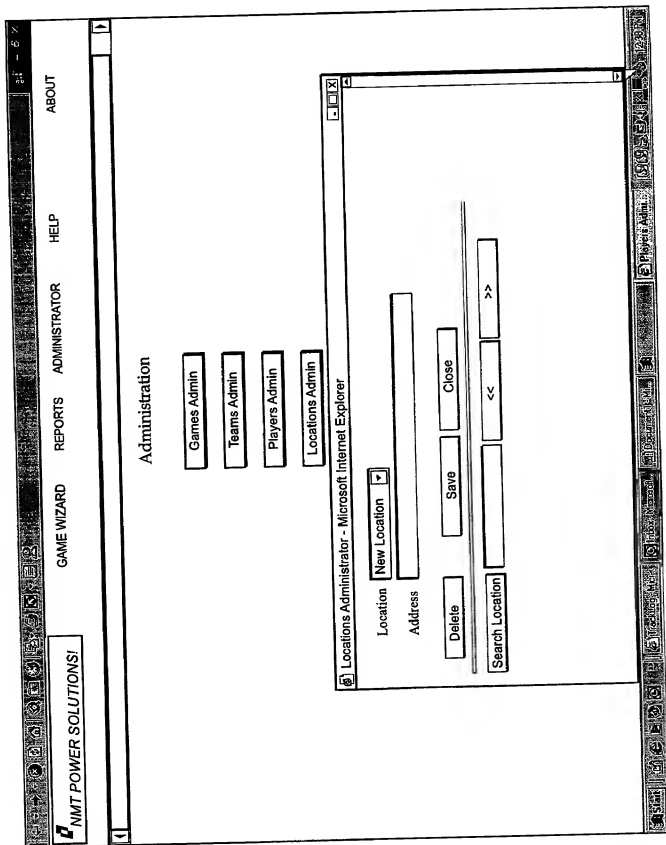 NMT POWER SOLUTIONS!
GAME WIZARD REPORTS ADMINISTRATOR HELP ABOUT
Administration
Games Admin
Teams Admin
Players Admin
Locations Admin
Locations Administrator - Microsoft Internet Explorer
Location New Location
Address
Delete Save Close
Search Location << >>
Start
Players Admi...